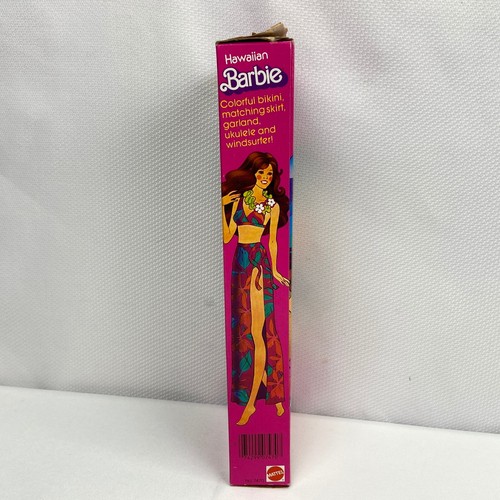 Hawaiian
Barbie
Colorful bikini,
matching skirt,
garland,
ukulele and
windsurfer!
MATTEL